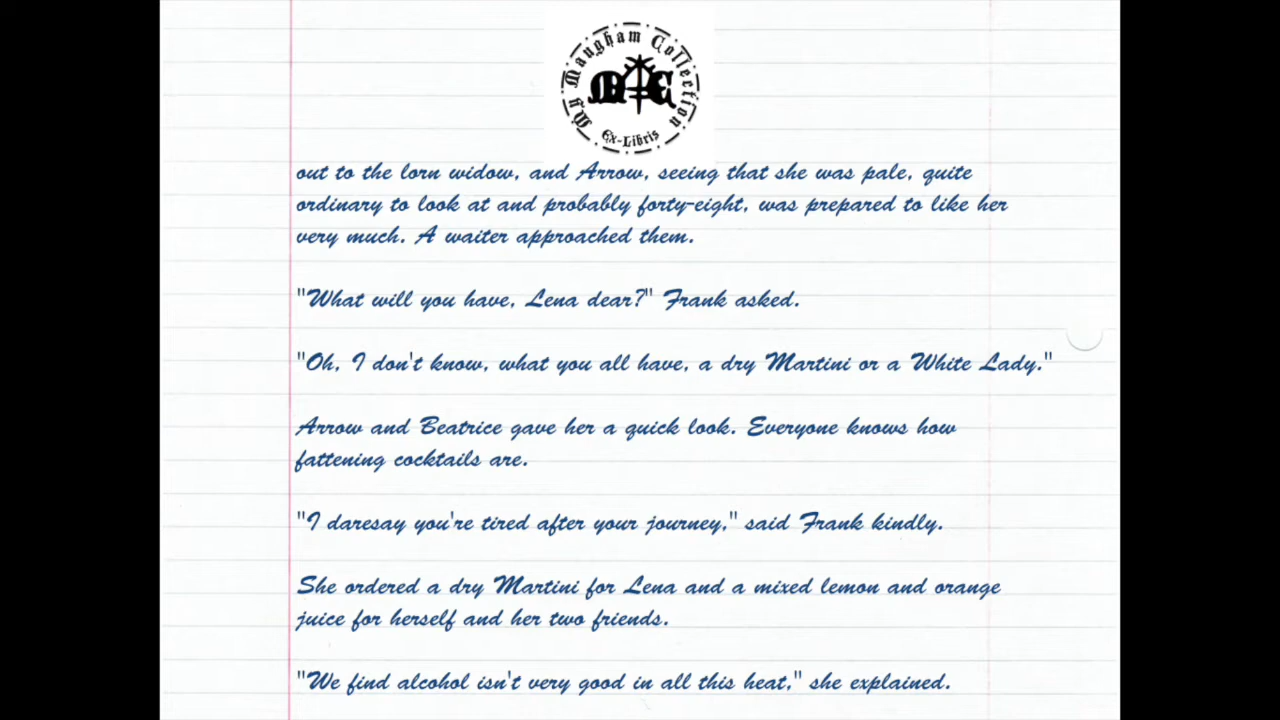 My Maugham Collection
MC
Ex-Libris
out to the lorn widow, and Arrow, seeing that she was pale, quite
ordinary to look at and probably forty-eight, was prepared to like her
very much. A waiter approached them.
"What will you have, Lena dear?" Frank asked.
"Oh, I don't know, what you all have, a dry Martini or a White Lady."
Arrow and Beatrice gave her a quick look. Everyone knows how
fattening cocktails are.
"I daresay you're tired after your journey," said Frank kindly.
She ordered a dry Martini for Lena and a mixed lemon and orange
juice for herself and her two friends.
"We find alcohol isn't very good in all this heat," she explained.